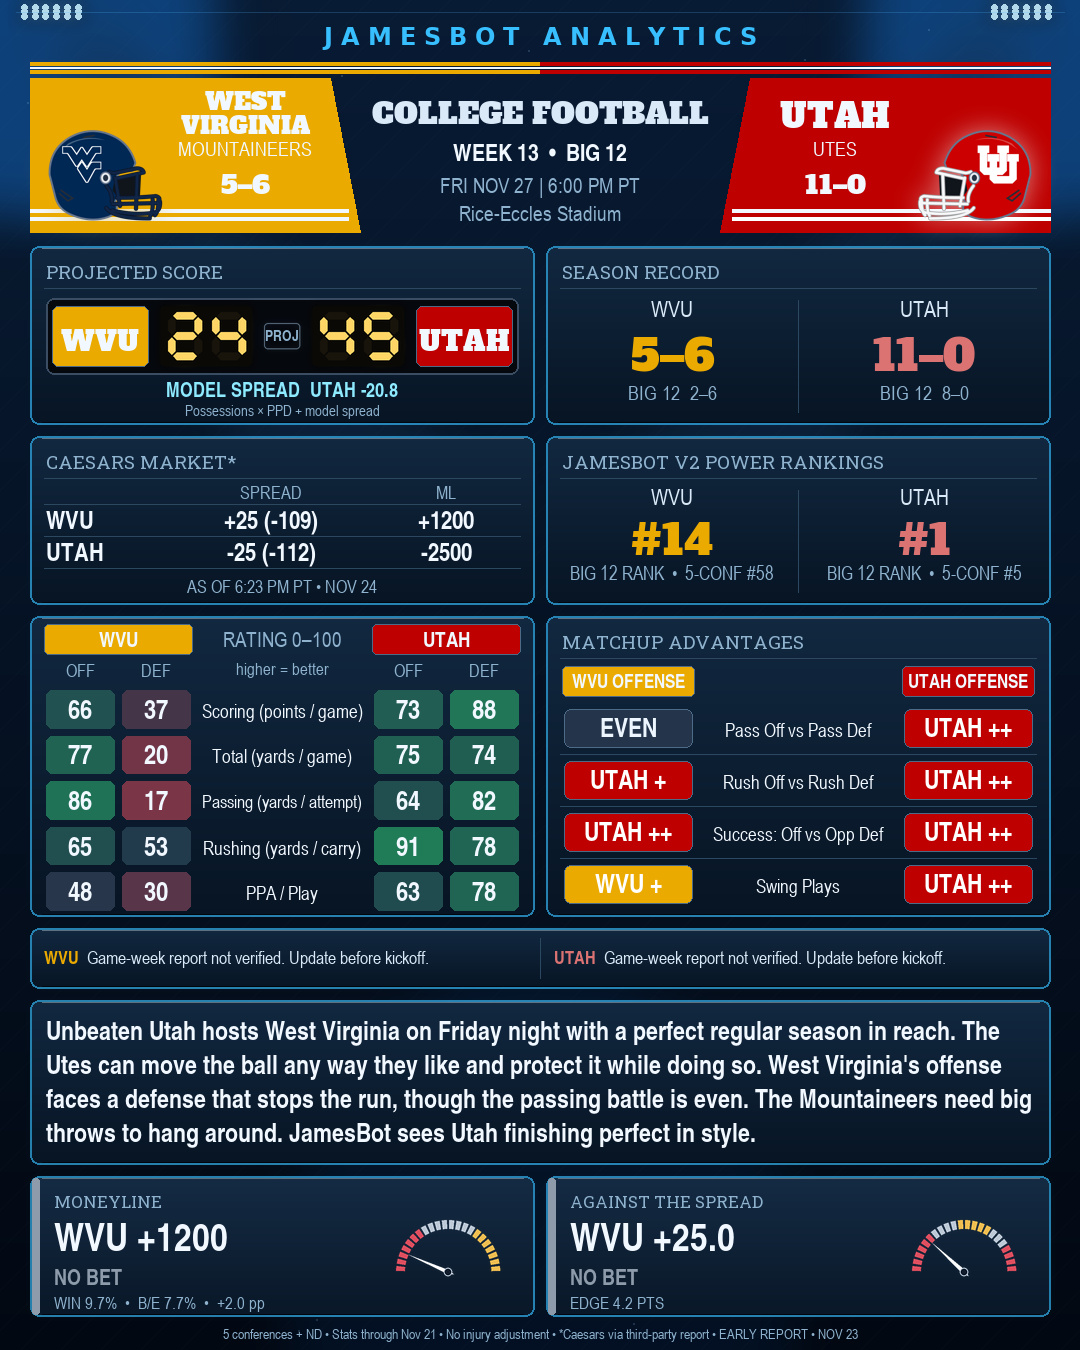 JAMESBOT ANALYTICS
WEST VIRGINIA
MOUNTAINEERS
5–6
COLLEGE FOOTBALL
WEEK 13 • BIG 12
FRI NOV 27 | 6:00 PM PT
Rice-Eccles Stadium
UTAH
UTES
11–0
PROJECTED SCORE
WVU 24 PROJ 45 UTAH
MODEL SPREAD UTAH -20.8
Possessions × PPD + model spread
SEASON RECORD
WVU UTAH
5–6 11–0
BIG 12 2–6 BIG 12 8–0
CAESARS MARKET*
SPREAD ML
WVU +25 (-109) +1200
UTAH -25 (-112) -2500
AS OF 6:23 PM PT • NOV 24
JAMESBOT V2 POWER RANKINGS
WVU UTAH
#14 #1
BIG 12 RANK • 5-CONF #58 BIG 12 RANK • 5-CONF #5
WVU RATING 0–100 UTAH
OFF DEF higher = better OFF DEF
66 37 Scoring (points / game) 73 88
77 20 Total (yards / game) 75 74
86 17 Passing (yards / attempt) 64 82
65 53 Rushing (yards / carry) 91 78
48 30 PPA / Play 63 78
MATCHUP ADVANTAGES
WVU OFFENSE UTAH OFFENSE
EVEN Pass Off vs Pass Def UTAH ++
UTAH + Rush Off vs Rush Def UTAH ++
UTAH ++ Success: Off vs Opp Def UTAH ++
WVU + Swing Plays UTAH ++
WVU Game-week report not verified. Update before kickoff.
UTAH Game-week report not verified. Update before kickoff.
Unbeaten Utah hosts West Virginia on Friday night with a perfect regular season in reach. The
Utes can move the ball any way they like and protect it while doing so. West Virginia's offense
faces a defense that stops the run, though the passing battle is even. The Mountaineers need big
throws to hang around. JamesBot sees Utah finishing perfect in style.
MONEYLINE
WVU +1200
NO BET
WIN 9.7% • B/E 7.7% • +2.0 pp
AGAINST THE SPREAD
WVU +25.0
NO BET
EDGE 4.2 PTS
5 conferences + ND • Stats through Nov 21 • No injury adjustment • *Caesars via third-party report • EARLY REPORT • NOV 23